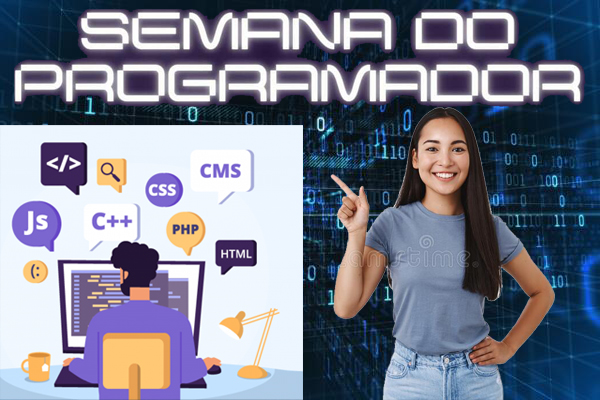 SEMANA DO
PROGRAMADOR
HTML
CMS
PHP
CSS
C++
</>
JS